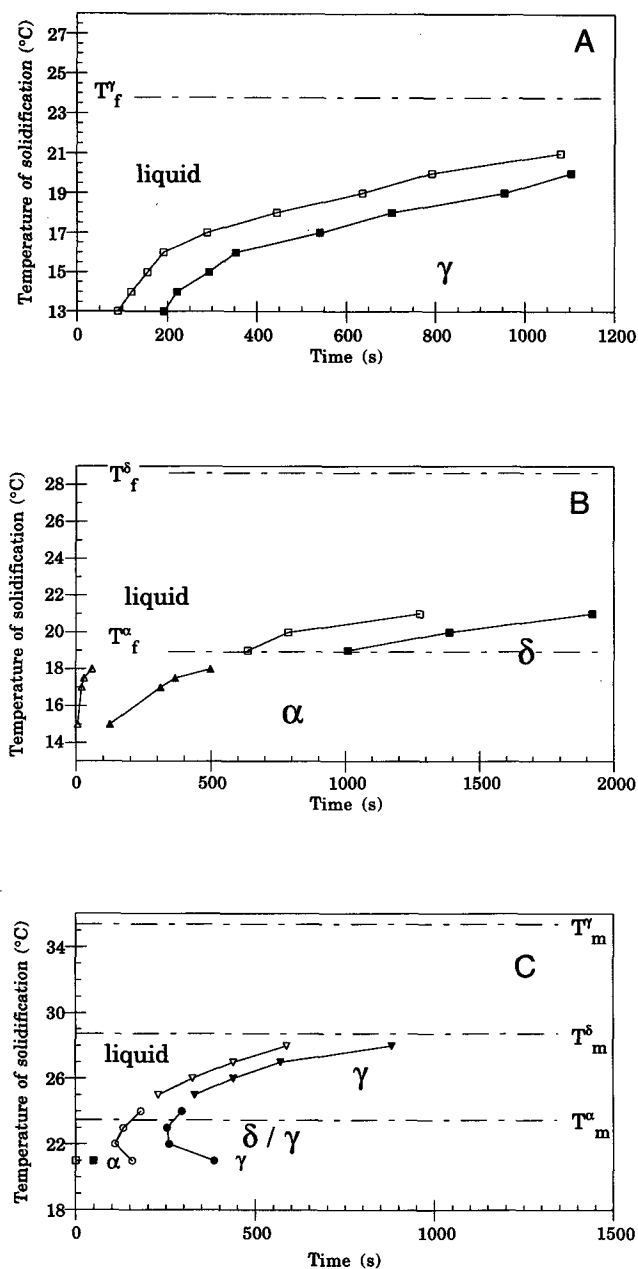 A
Temperature of solidification (°C)
27
25
23
21
19
17
15
13
T^γ_f
liquid
γ
0 200 400 600 800 1000 1200
Time (s)
B
Temperature of solidification (°C)
28
26
24
22
20
18
16
14
T^δ_f
liquid
T^α_f
δ
α
0 500 1000 1500 2000
Time (s)
C
Temperature of solidification (°C)
34
30
26
22
18
T^γ_m
T^δ_m
liquid
γ
T^α_m
δ / γ
α γ
0 500 1000 1500
Time (s)